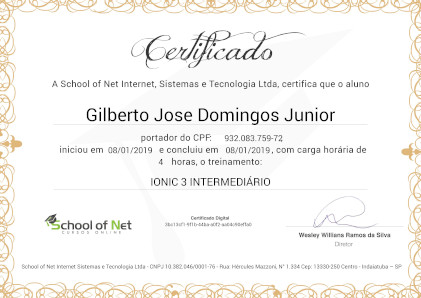 Certificado
A School of Net Internet, Sistemas e Tecnologia Ltda, certifica que o aluno
Gilberto Jose Domingos Junior
portador do CPF: 932.083.759-72
iniciou em 08/01/2019 e concluiu em 08/01/2019, com carga horária de
4 horas, o treinamento:
IONIC 3 INTERMEDIÁRIO
School of Net
CURSOS ONLINE
Certificado Digital
Wesley Willians Ramos da Silva
Diretor
School of Net Internet Sistemas e Tecnologia Ltda - CNPJ 10.382.046/0001-76 - Rua: Hércules Mazzoni, N° 1.334 Cep: 13330-250 Centro - Indaiatuba – SP